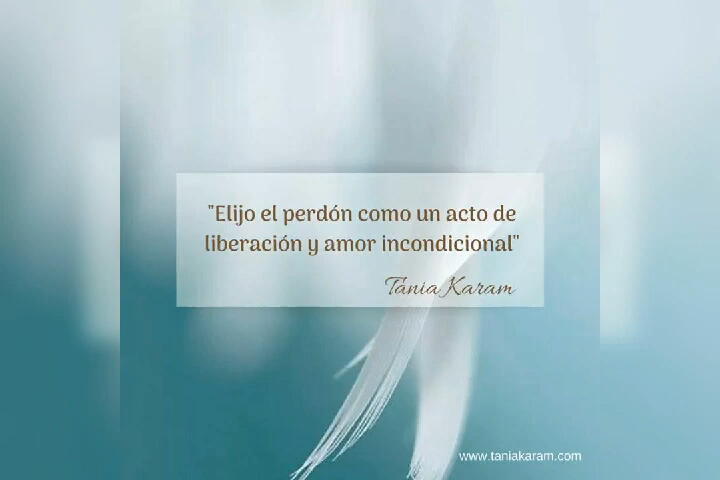 "Elijo el perdón como un acto de
liberación y amor incondicional"
Tania Karam
www.taniakaram.com